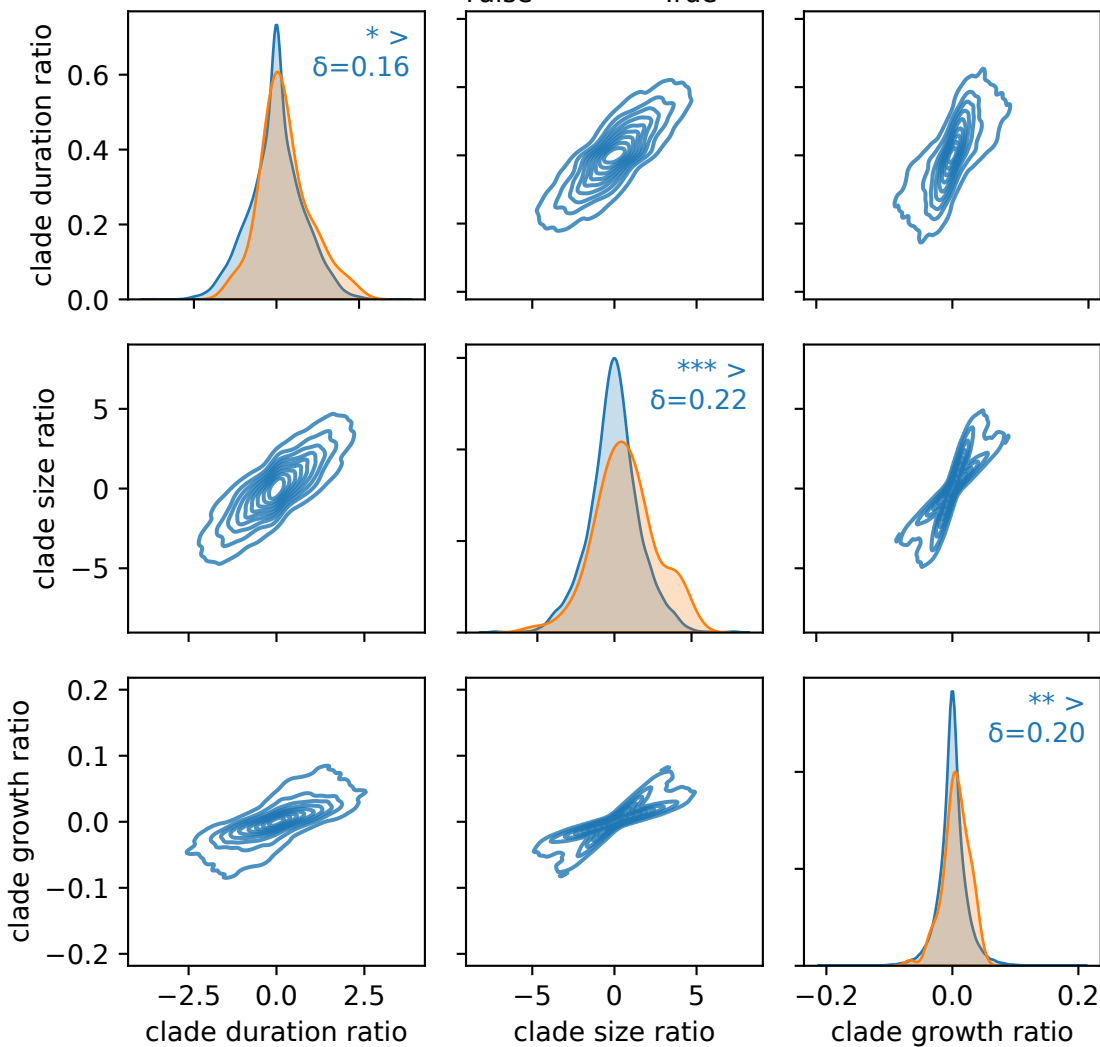 False True
clade duration ratio
0.6
0.4
0.2
0.0
* >
δ=0.16
clade size ratio
5
0
−5
*** >
δ=0.22
clade growth ratio
0.2
0.1
0.0
−0.1
−0.2
** >
δ=0.20
−2.5 0.0 2.5
−5 0 5
−0.2 0.0 0.2
clade duration ratio
clade size ratio
clade growth ratio